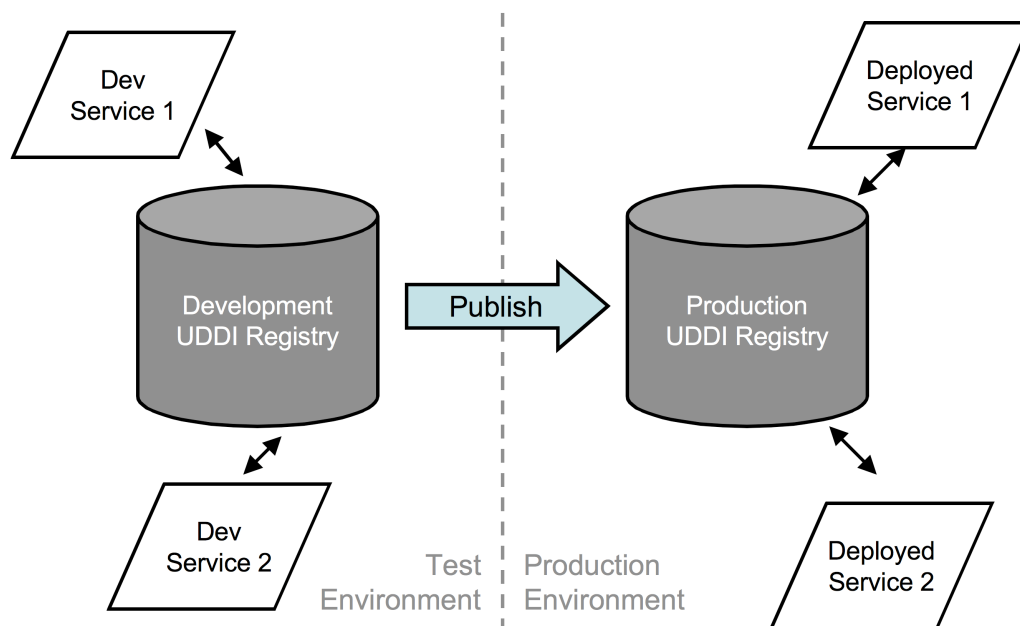 Dev
Service 1
Deployed
Service 1
Development
UDDI Registry
Publish
Production
UDDI Registry
Dev
Service 2
Test
Environment
Production
Environment
Deployed
Service 2